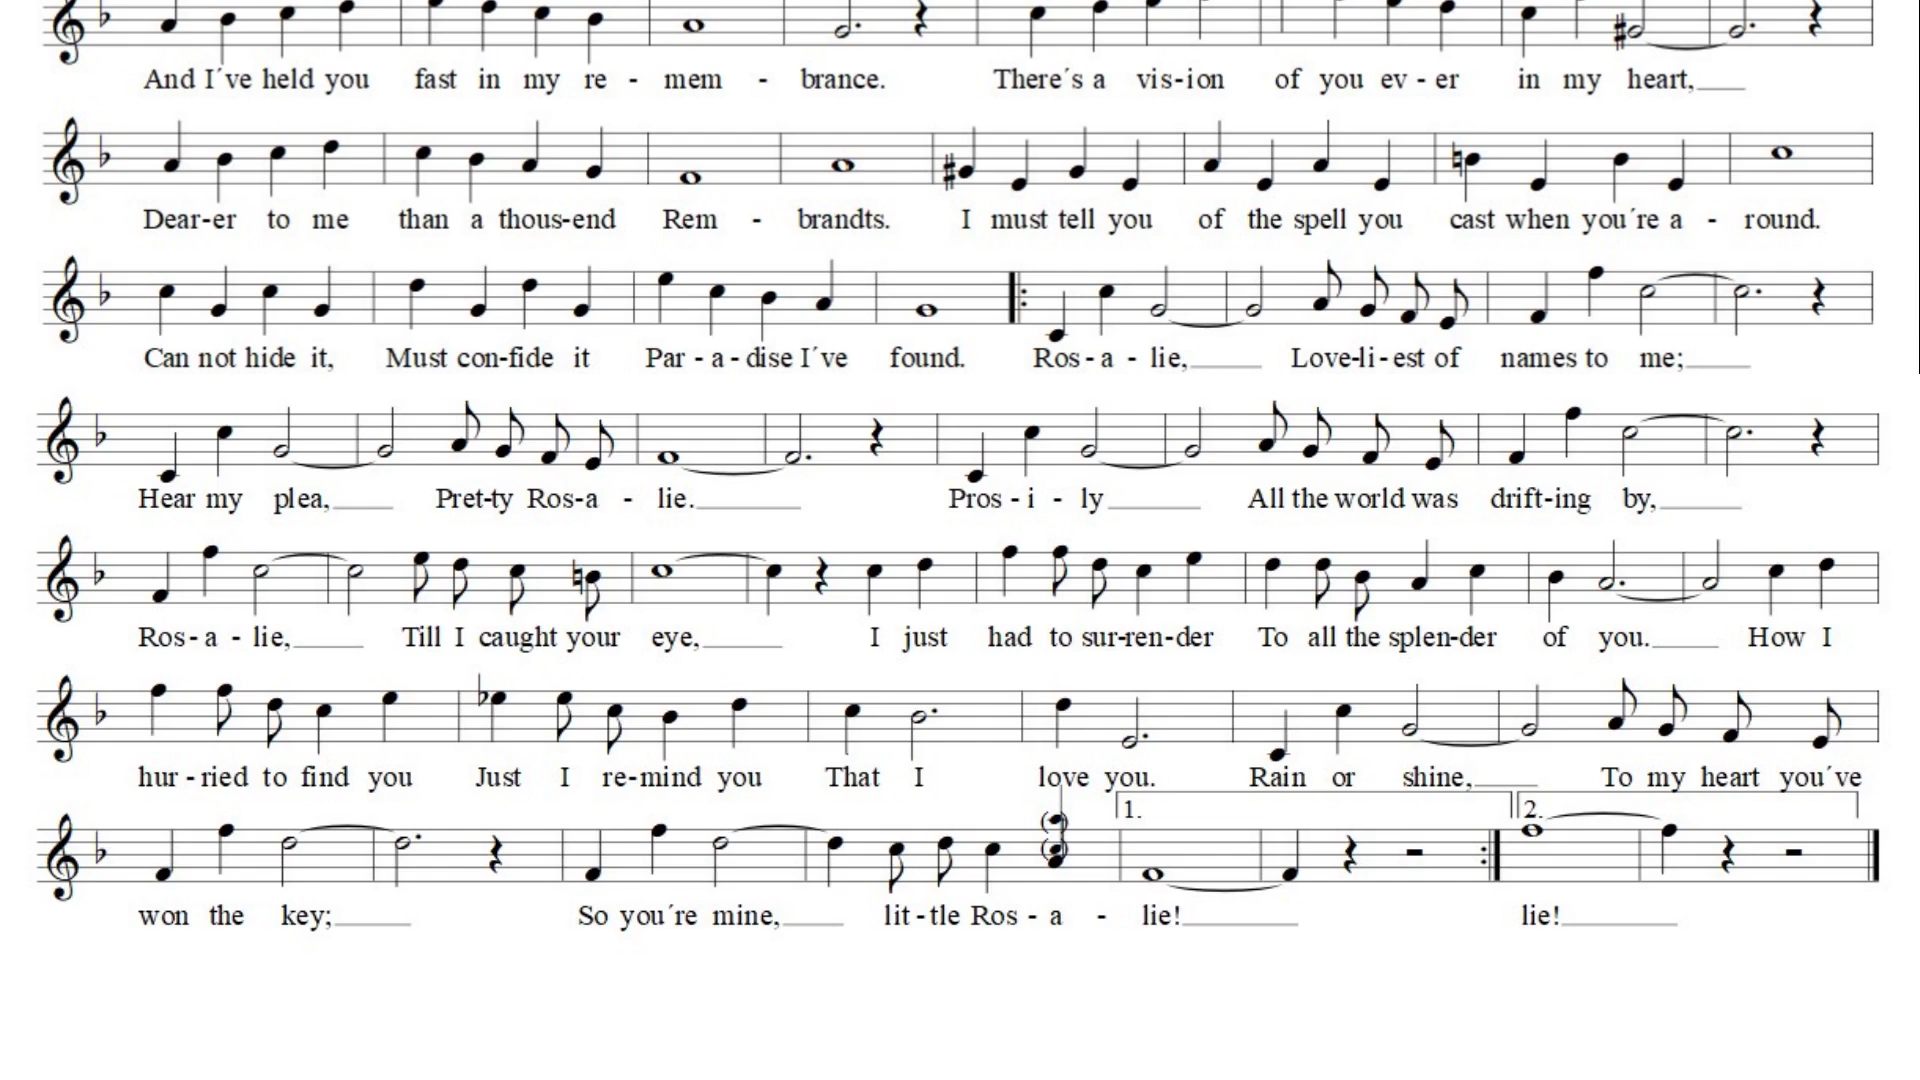 And I´ve held you fast in my re - mem - brance. There´s a vis-ion of you ev - er in my heart,
Dear-er to me than a thous-end Rem - brandts. I must tell you of the spell you cast when you´re a - round.
Can not hide it, Must con-fide it Par - a - dise I´ve found. Ros - a - lie, Love-li-est of names to me;
Hear my plea, Pret-ty Ros-a - lie. Pros - i - ly All the world was drift-ing by,
Ros - a - lie, Till I caught your eye, I just had to sur-ren-der To all the splen-der of you. How I
hur - ried to find you Just I re-mind you That I love you. Rain or shine, To my heart you´ve
1. 2.
won the key; So you´re mine, lit - tle Ros - a - lie! lie!